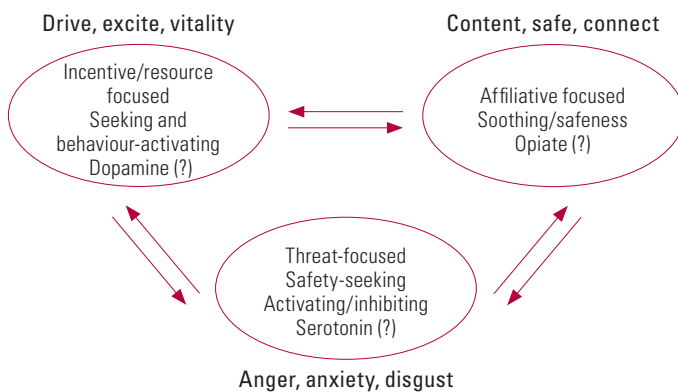 Drive, excite, vitality
Incentive/resource
focused
Seeking and
behaviour-activating
Dopamine (?)
Content, safe, connect
Affiliative focused
Soothing/safeness
Opiate (?)
Threat-focused
Safety-seeking
Activating/inhibiting
Serotonin (?)
Anger, anxiety, disgust